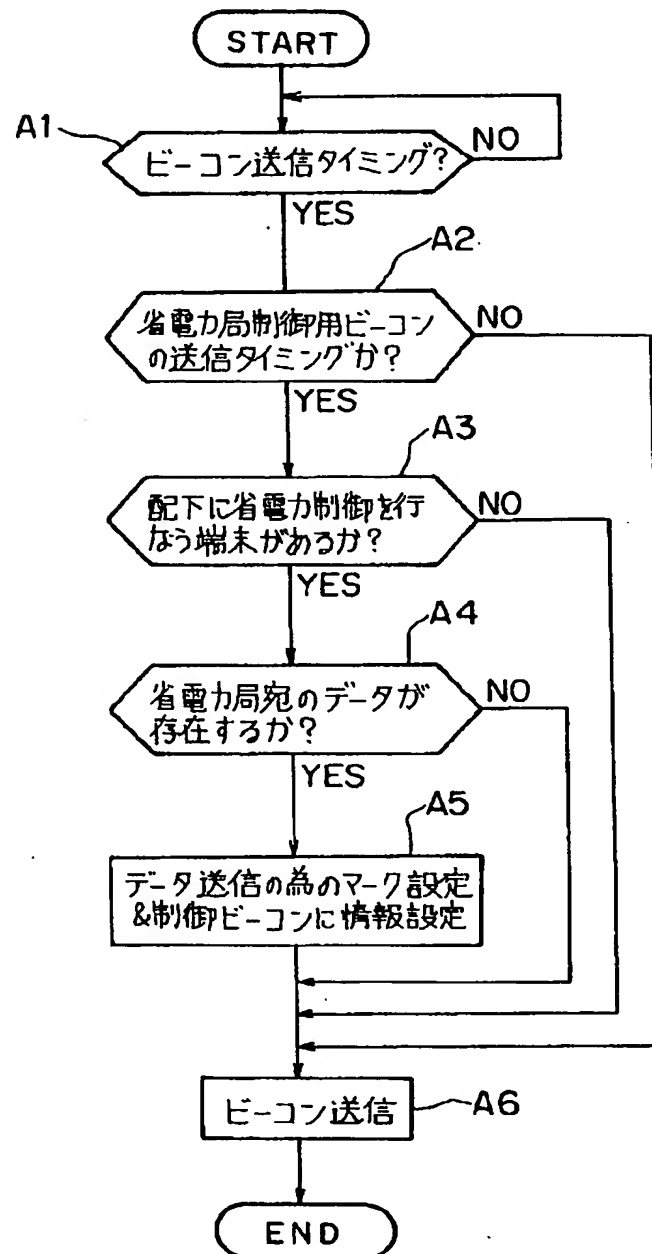 START
A1
ビーコン送信タイミング?
NO
YES
A2
省電力局制御用ビーコン
の送信タイミングか?
NO
YES
A3
配下に省電力制御を行
なう端末があるか?
NO
YES
A4
省電力局宛のデータが
存在するか?
NO
YES
A5
データ送信の為のマーク設定
&制御ビーコンに情報設定
ビーコン送信
A6
END